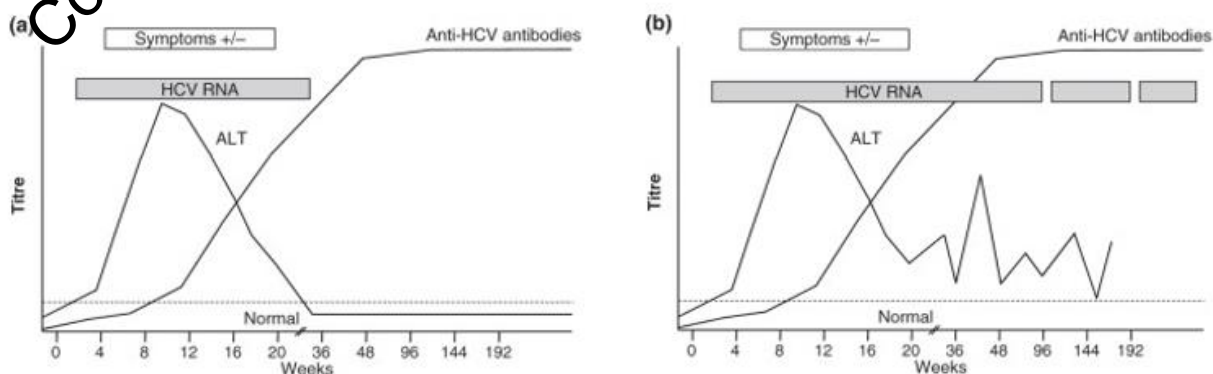 (a)
Symptoms +/–
Anti-HCV antibodies
HCV RNA
ALT
Titre
Normal
0 4 8 12 16 20 36 48 96 144 192
Weeks
(b)
Symptoms +/–
Anti-HCV antibodies
HCV RNA
ALT
Titre
Normal
0 4 8 12 16 20 36 48 96 144 192
Weeks